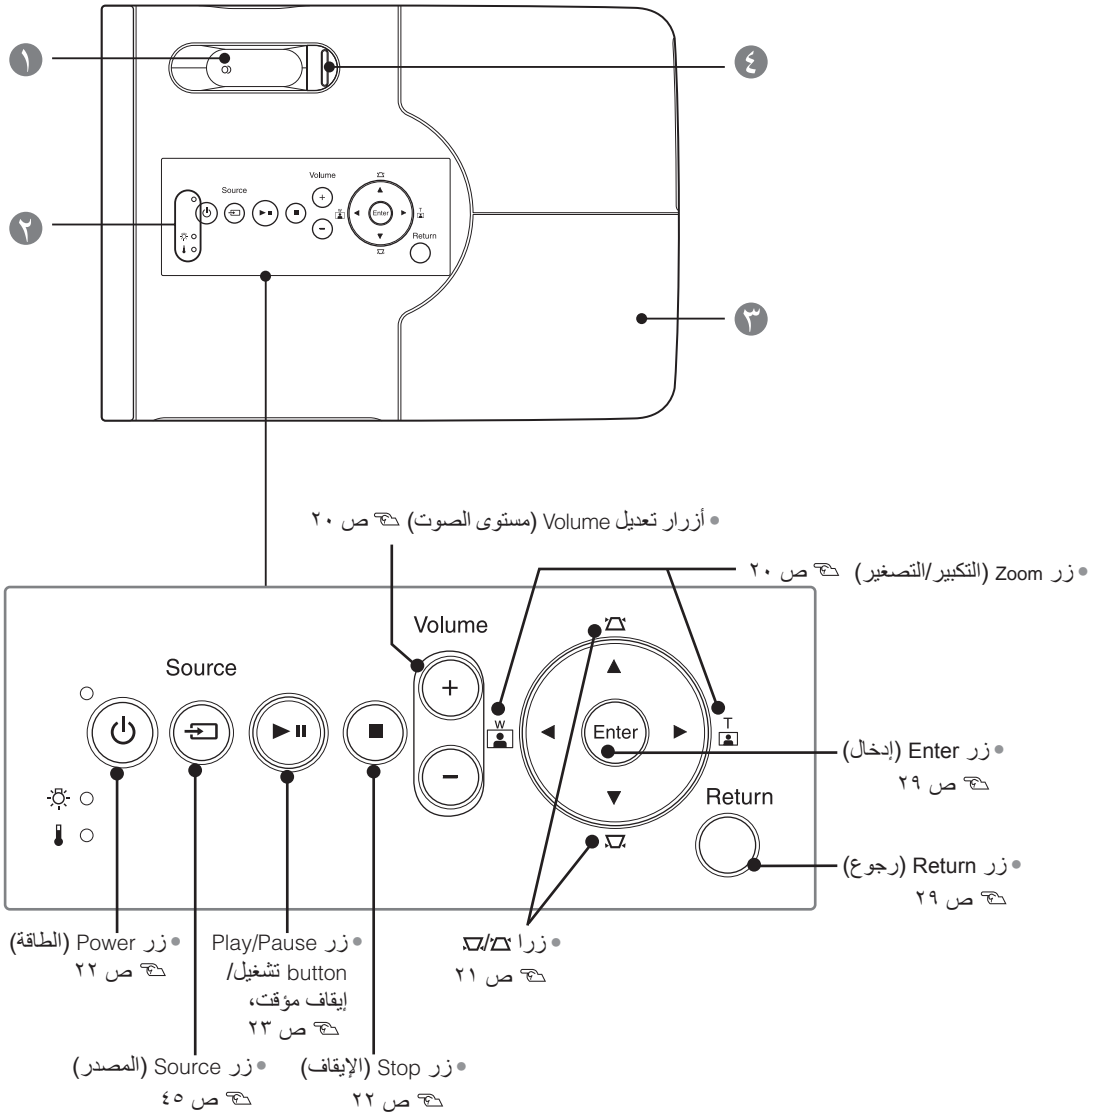 ١
٤
٢
٣
Volume
Source
W
Enter
T
Return
• أزرار تعديل Volume (مستوى الصوت) ☞ ص ٢٠
• زر Zoom (التكبير/التصغير) ☞ ص ٢٠
Volume
Source
W
T
Enter
Return
• زر Enter (إدخال)
☞ ص ٢٩
• زر Return (رجوع)
☞ ص ٢٩
• زرا /
☞ ص ٢١
• زر Play/Pause
button تشغيل/
إيقاف مؤقت،
☞ ص ٢٣
• زر Power (الطاقة)
☞ ص ٢٢
• زر Stop (الإيقاف)
☞ ص ٢٢
• زر Source (المصدر)
☞ ص ٤٥